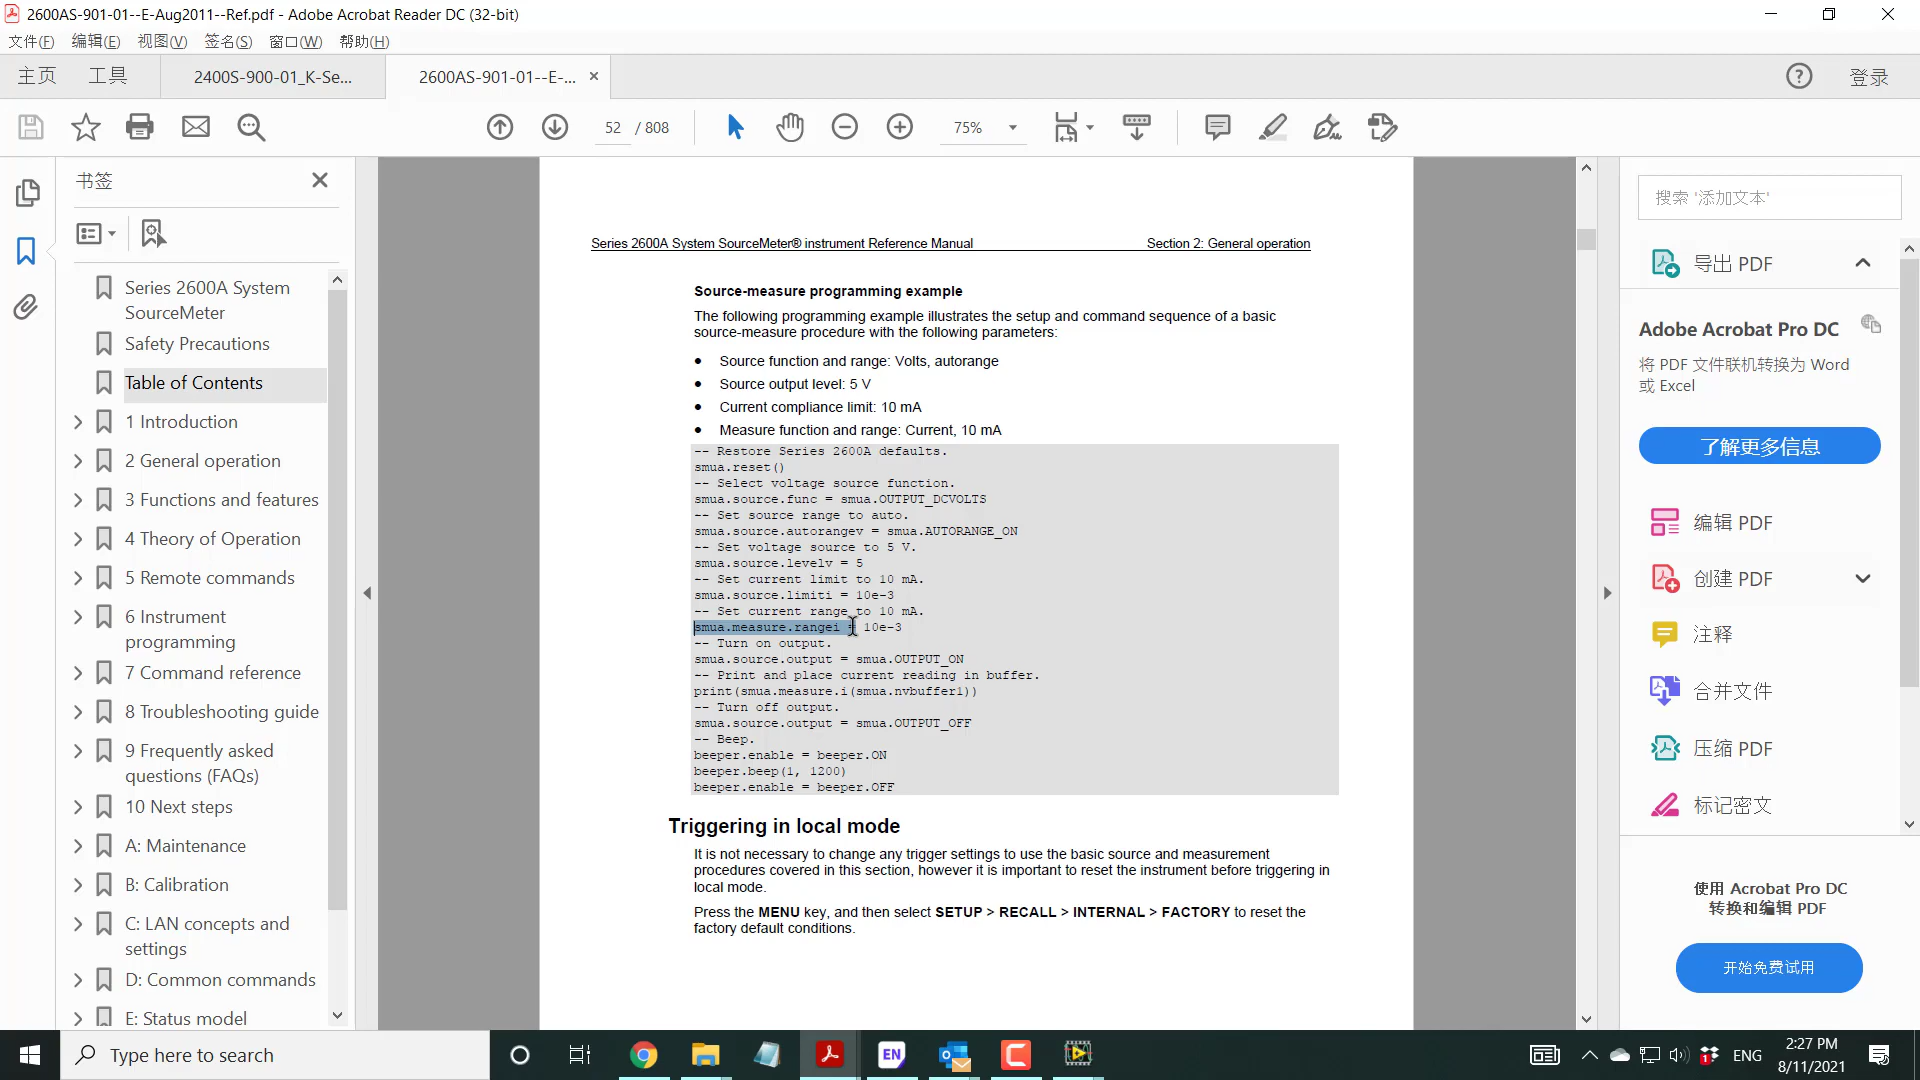 2600AS-901-01--E-Aug2011--Ref.pdf - Adobe Acrobat Reader DC (32-bit)
文件(F) 编辑(E) 视图(V) 签名(S) 窗口(W) 帮助(H)
主页 工具 2400S-900-01_K-Se... 2600AS-901-01--E-... 登录
52 / 808 75%
书签
Series 2600A System
SourceMeter
Safety Precautions
Table of Contents
1 Introduction
2 General operation
3 Functions and features
4 Theory of Operation
5 Remote commands
6 Instrument
programming
7 Command reference
8 Troubleshooting guide
9 Frequently asked
questions (FAQs)
10 Next steps
A: Maintenance
B: Calibration
C: LAN concepts and
settings
D: Common commands
E: Status model
Series 2600A System SourceMeter® instrument Reference Manual Section 2: General operation
Source-measure programming example
The following programming example illustrates the setup and command sequence of a basic
source-measure procedure with the following parameters:
● Source function and range: Volts, autorange
● Source output level: 5 V
● Current compliance limit: 10 mA
● Measure function and range: Current, 10 mA
-- Restore Series 2600A defaults.
smua.reset()
-- Select voltage source function.
smua.source.func = smua.OUTPUT_DCVOLTS
-- Set source range to auto.
smua.source.autorangev = smua.AUTORANGE_ON
-- Set voltage source to 5 V.
smua.source.levelv = 5
-- Set current limit to 10 mA.
smua.source.limiti = 10e-3
-- Set current range to 10 mA.
smua.measure.rangei = 10e-3
-- Turn on output.
smua.source.output = smua.OUTPUT_ON
-- Print and place current reading in buffer.
print(smua.measure.i(smua.nvbuffer1))
-- Turn off output.
smua.source.output = smua.OUTPUT_OFF
-- Beep.
beeper.enable = beeper.ON
beeper.beep(1, 1200)
beeper.enable = beeper.OFF
Triggering in local mode
It is not necessary to change any trigger settings to use the basic source and measurement
procedures covered in this section, however it is important to reset the instrument before triggering in
local mode.
Press the MENU key, and then select SETUP > RECALL > INTERNAL > FACTORY to reset the
factory default conditions.
搜索 '添加文本'
导出 PDF
Adobe Acrobat Pro DC
将 PDF 文件联机转换为 Word
或 Excel
了解更多信息
编辑 PDF
创建 PDF
注释
合并文件
压缩 PDF
标记密文
使用 Acrobat Pro DC
转换和编辑 PDF
开始免费试用
Type here to search
EN
1
ENG
2:27 PM
8/11/2021